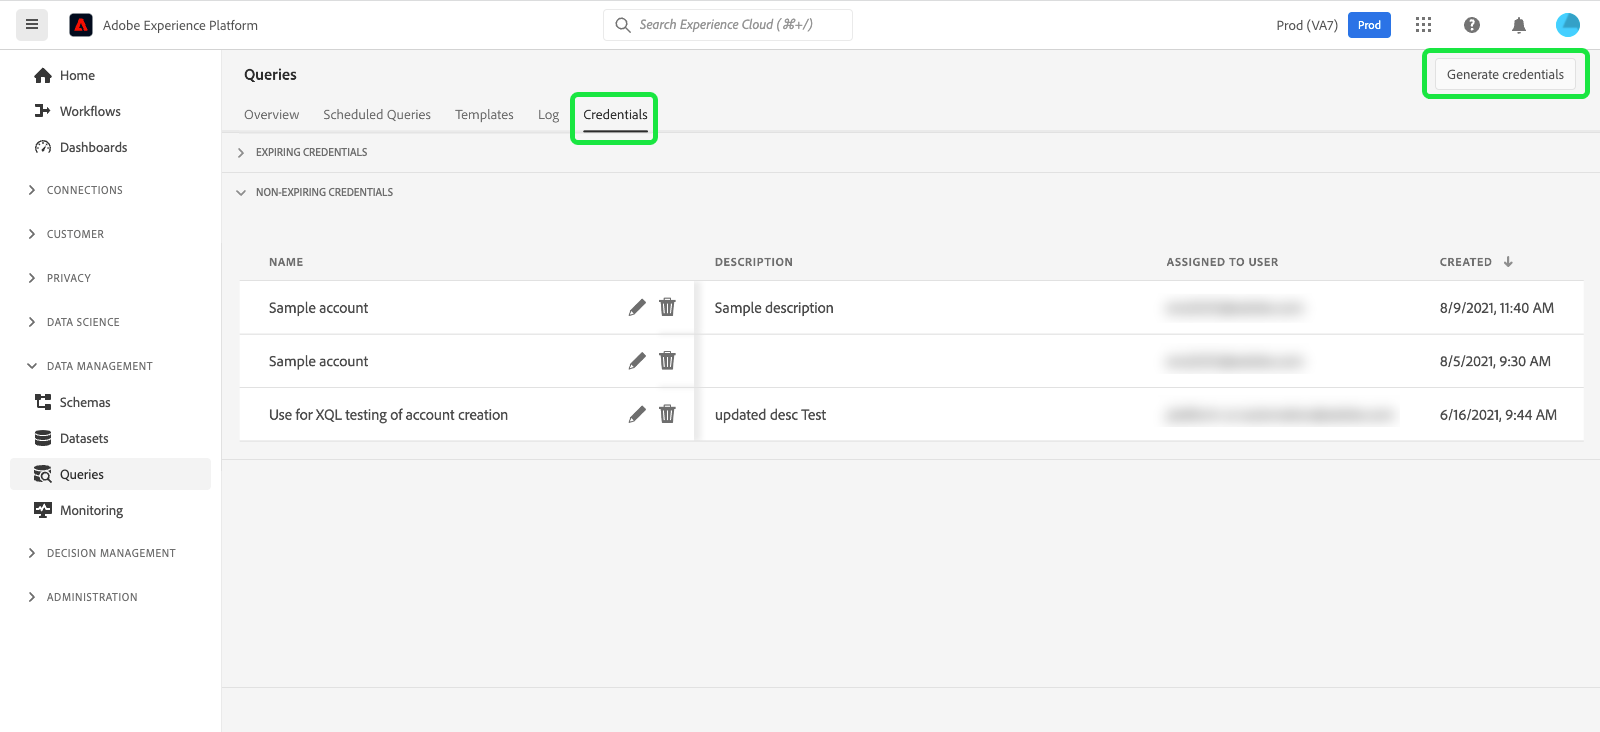 Adobe Experience Platform
Search Experience Cloud (⌘+/)
Prod (VA7)
Prod
Home
Workflows
Dashboards
CONNECTIONS
CUSTOMER
PRIVACY
DATA SCIENCE
DATA MANAGEMENT
Schemas
Datasets
Queries
Monitoring
DECISION MANAGEMENT
ADMINISTRATION
Queries
Generate credentials
Overview Scheduled Queries Templates Log Credentials
EXPIRING CREDENTIALS
NON-EXPIRING CREDENTIALS
NAME DESCRIPTION ASSIGNED TO USER CREATED
Sample account Sample description 8/9/2021, 11:40 AM
Sample account 8/5/2021, 9:30 AM
Use for XQL testing of account creation updated desc Test 6/16/2021, 9:44 AM